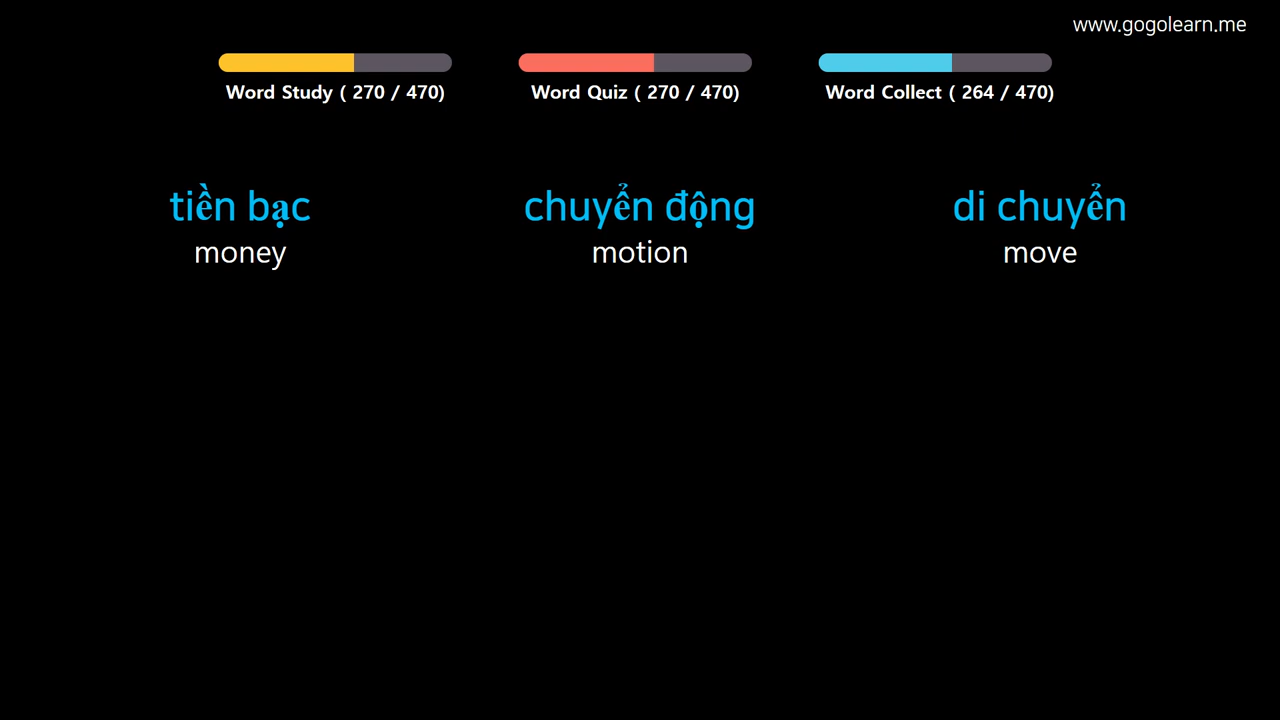 www.gogolearn.me
Word Study ( 270 / 470)
Word Quiz ( 270 / 470)
Word Collect ( 264 / 470)
tiền bạc
money
chuyển động
motion
di chuyển
move